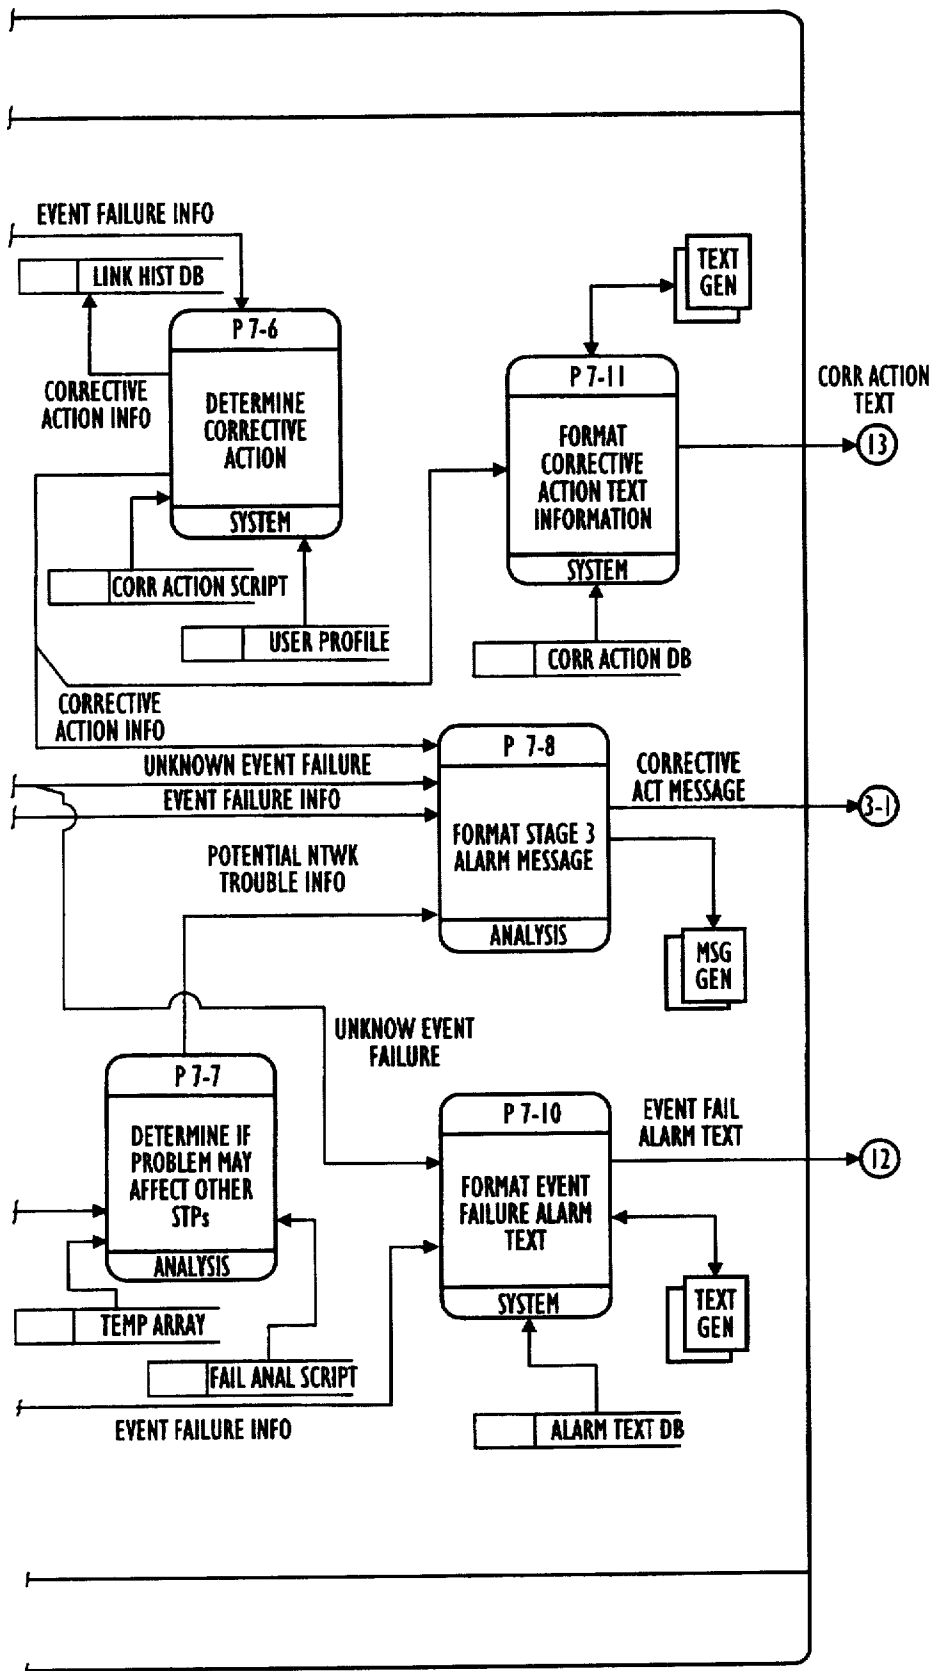 EVENT FAILURE INFO
LINK HIST DB
P 7-6
DETERMINE
CORRECTIVE
ACTION
SYSTEM
CORRECTIVE
ACTION INFO
CORR ACTION SCRIPT
USER PROFILE
TEXT
GEN
P 7-11
FORMAT
CORRECTIVE
ACTION TEXT
INFORMATION
SYSTEM
CORR ACTION DB
CORR ACTION
TEXT
13
CORRECTIVE
ACTION INFO
UNKNOWN EVENT FAILURE
EVENT FAILURE INFO
POTENTIAL NTWK
TROUBLE INFO
P 7-8
FORMAT STAGE 3
ALARM MESSAGE
ANALYSIS
CORRECTIVE
ACT MESSAGE
3-1
MSG
GEN
UNKNOW EVENT
FAILURE
P 7-7
DETERMINE IF
PROBLEM MAY
AFFECT OTHER
STPs
ANALYSIS
TEMP ARRAY
FAIL ANAL SCRIPT
EVENT FAILURE INFO
P 7-10
FORMAT EVENT
FAILURE ALARM
TEXT
SYSTEM
EVENT FAIL
ALARM TEXT
12
TEXT
GEN
ALARM TEXT DB